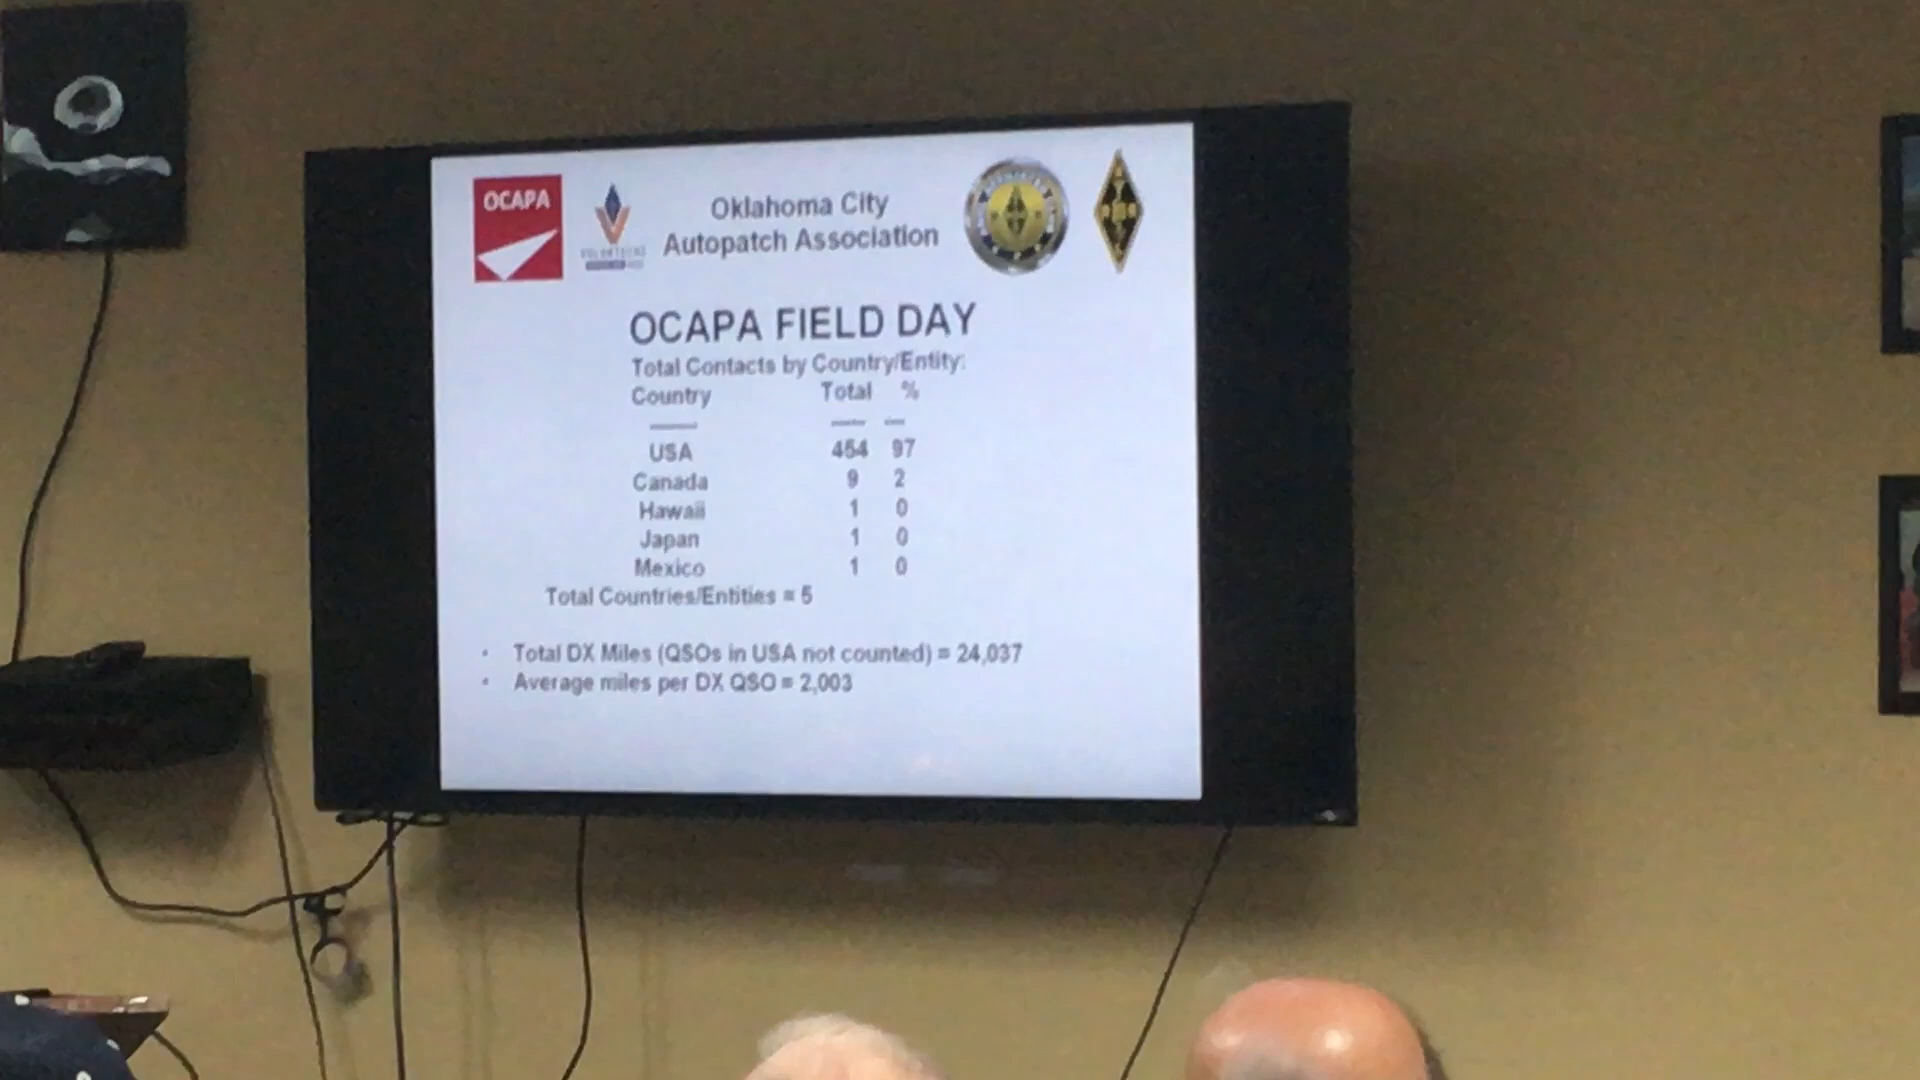 OCAPA
Oklahoma City
Autopatch Association
OCAPA FIELD DAY
Total Contacts by Country/Entity:
Country Total %
USA 454 97
Canada 9 2
Hawaii 1 0
Japan 1 0
Mexico 1 0
Total Countries/Entities = 5
• Total DX Miles (QSOs in USA not counted) = 24,037
• Average miles per DX QSO = 2,003